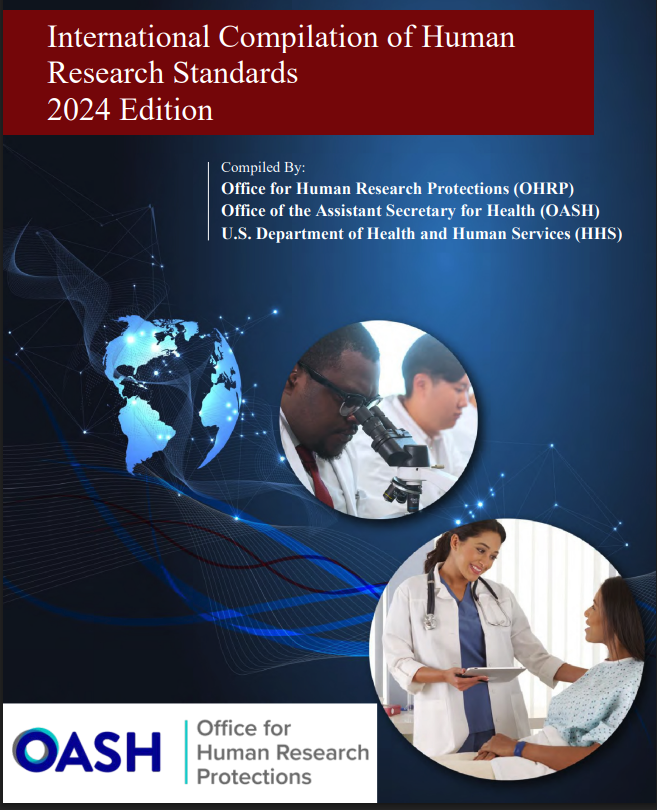 International Compilation of Human
Research Standards
2024 Edition
Compiled By:
Office for Human Research Protections (OHRP)
Office of the Assistant Secretary for Health (OASH)
U.S. Department of Health and Human Services (HHS)
OASH
Office for
Human Research
Protections